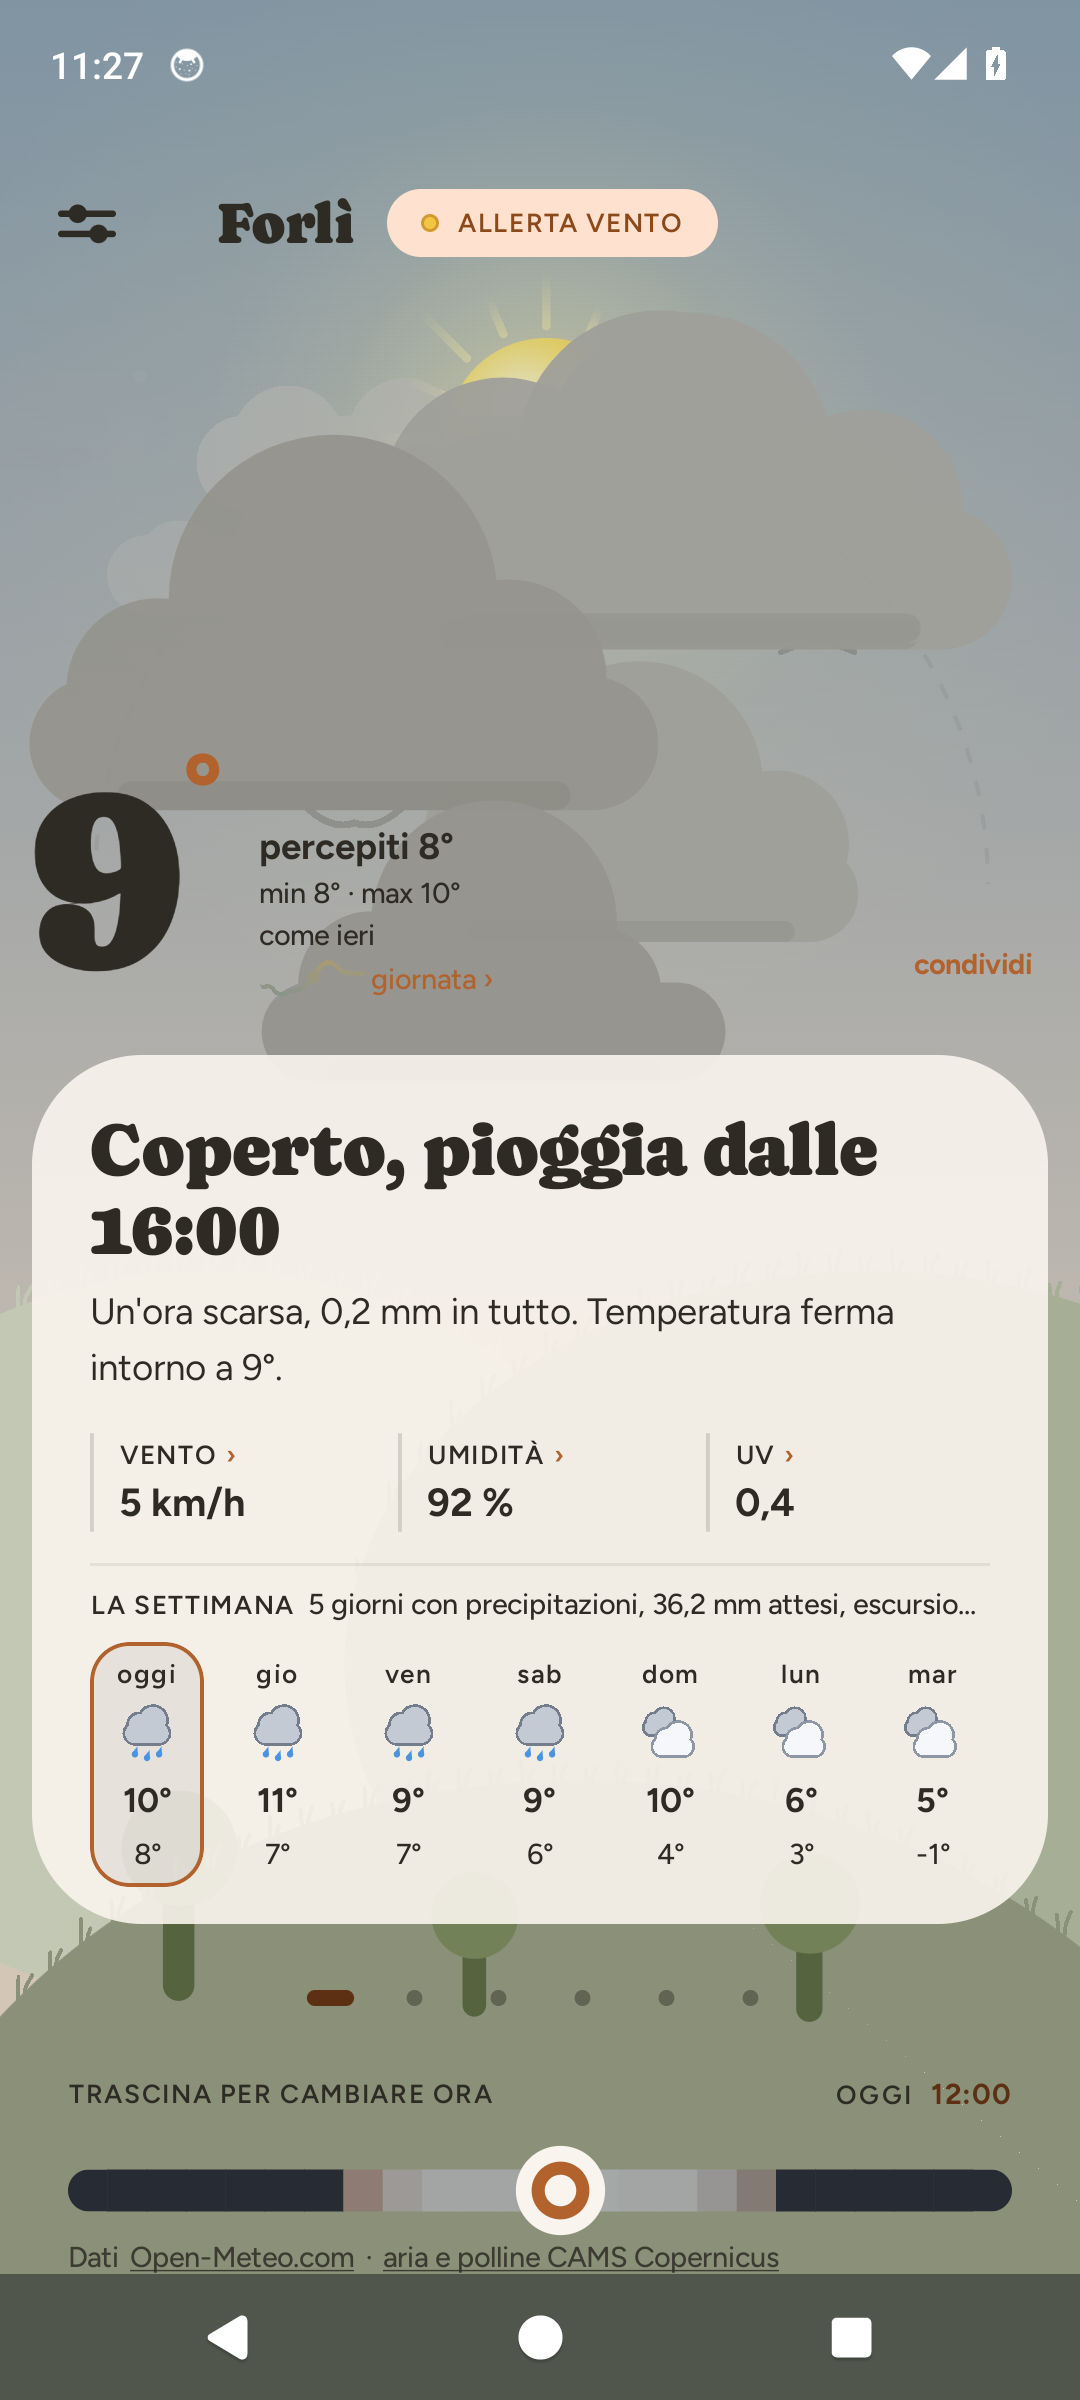 11:27
Forlì
ALLERTA VENTO
9°
percepiti 8°
min 8° · max 10°
come ieri
giornata ›
condividi
Coperto, pioggia dalle
16:00
Un'ora scarsa, 0,2 mm in tutto. Temperatura ferma
intorno a 9°.
VENTO › UMIDITÀ › UV ›
5 km/h 92 % 0,4
LA SETTIMANA 5 giorni con precipitazioni, 36,2 mm attesi, escursio...
oggi gio ven sab dom lun mar
10° 11° 9° 9° 10° 6° 5°
8° 7° 7° 6° 4° 3° -1°
TRASCINA PER CAMBIARE ORA OGGI 12:00
Dati Open-Meteo.com · aria e polline CAMS Copernicus